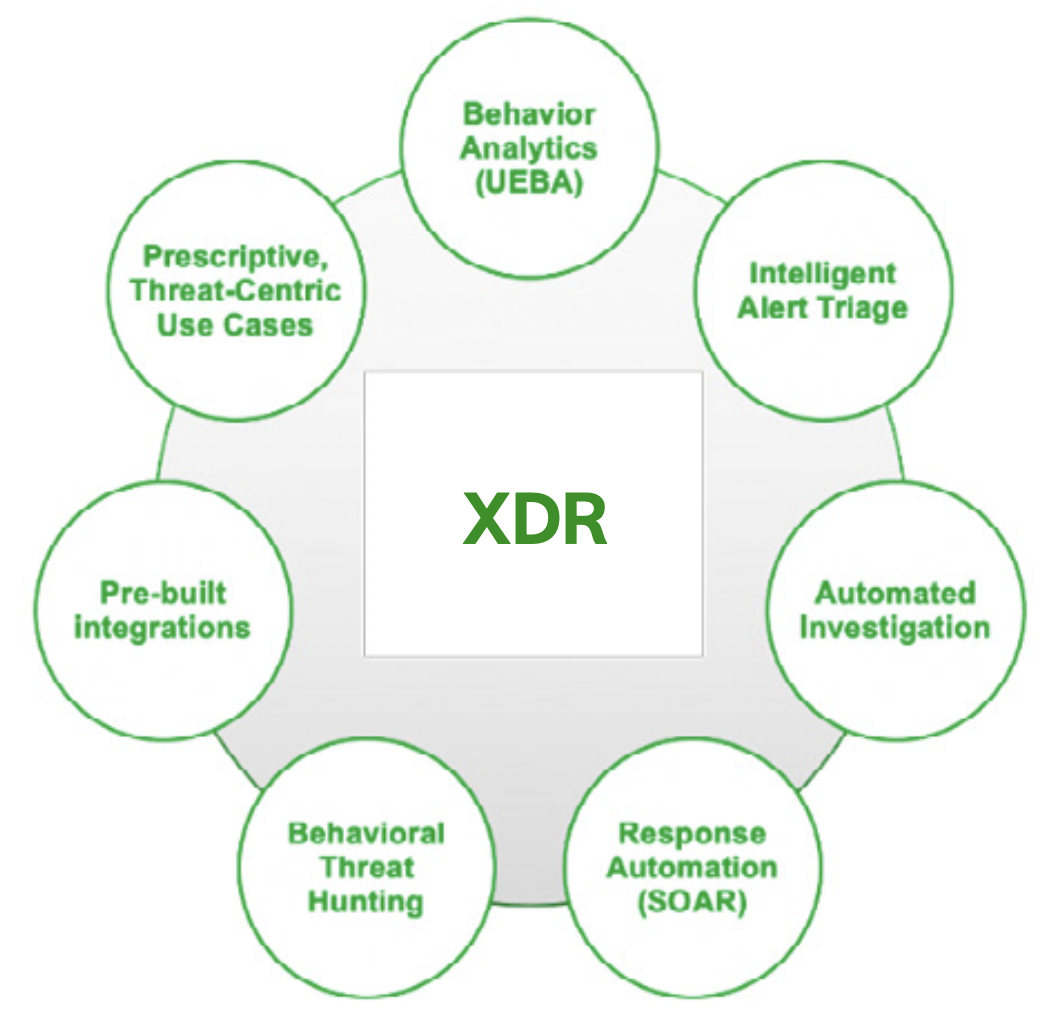 Behavior
Analytics
(UEBA)
Intelligent
Alert Triage
Automated
Investigation
Response
Automation
(SOAR)
Behavioral
Threat
Hunting
Pre-built
integrations
Prescriptive,
Threat-Centric
Use Cases
XDR